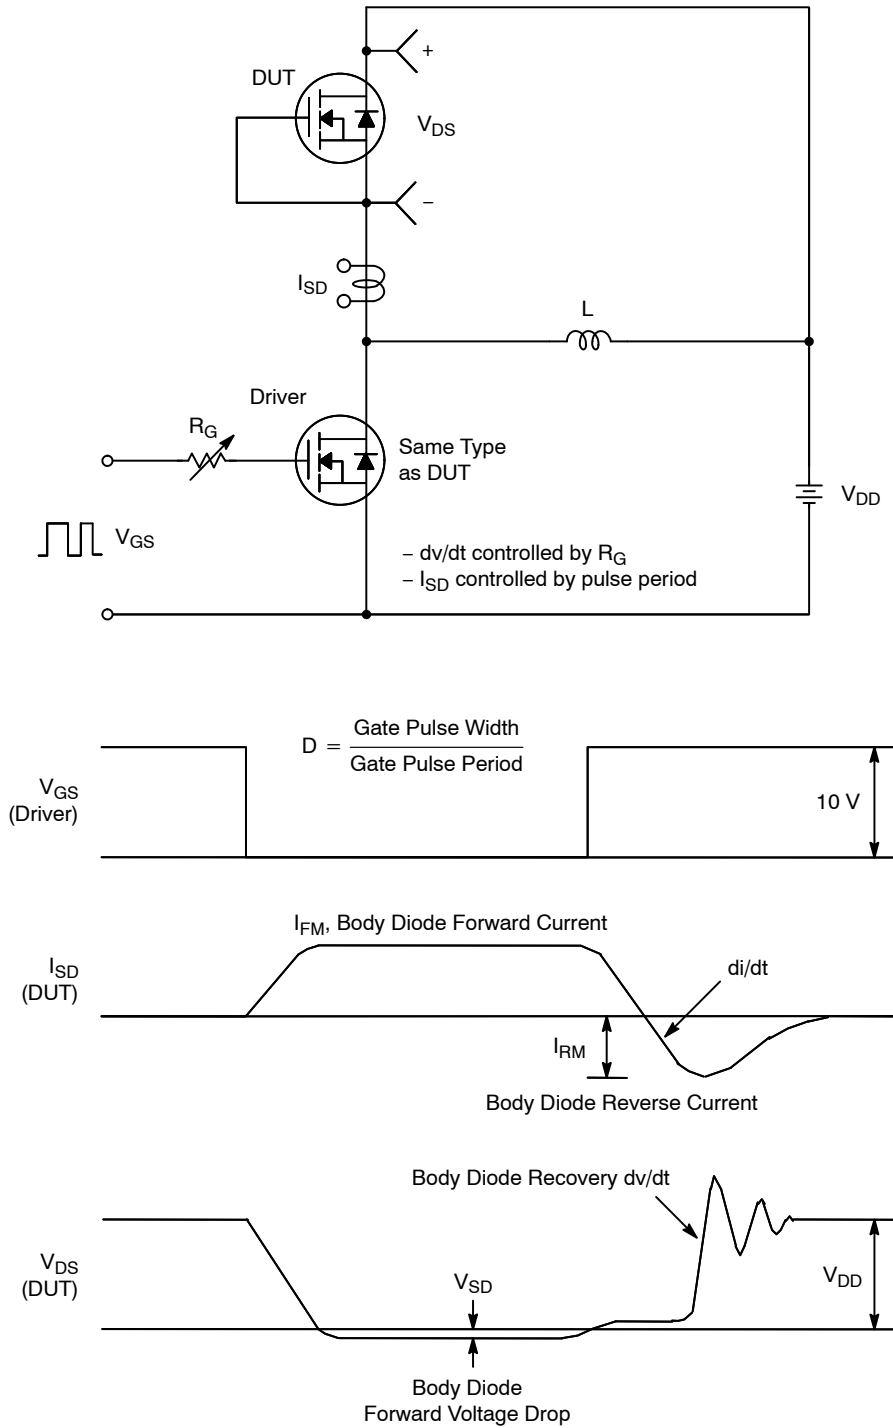 +
DUT
V_DS
−
I_SD
L
Driver
R_G
Same Type
as DUT
V_DD
V_GS
− dv/dt controlled by R_G
− I_SD controlled by pulse period
D = Gate Pulse Width
Gate Pulse Period
V_GS
(Driver)
10 V
I_FM, Body Diode Forward Current
I_SD
(DUT)
di/dt
I_RM
Body Diode Reverse Current
Body Diode Recovery dv/dt
V_DS
(DUT)
V_SD
V_DD
Body Diode
Forward Voltage Drop